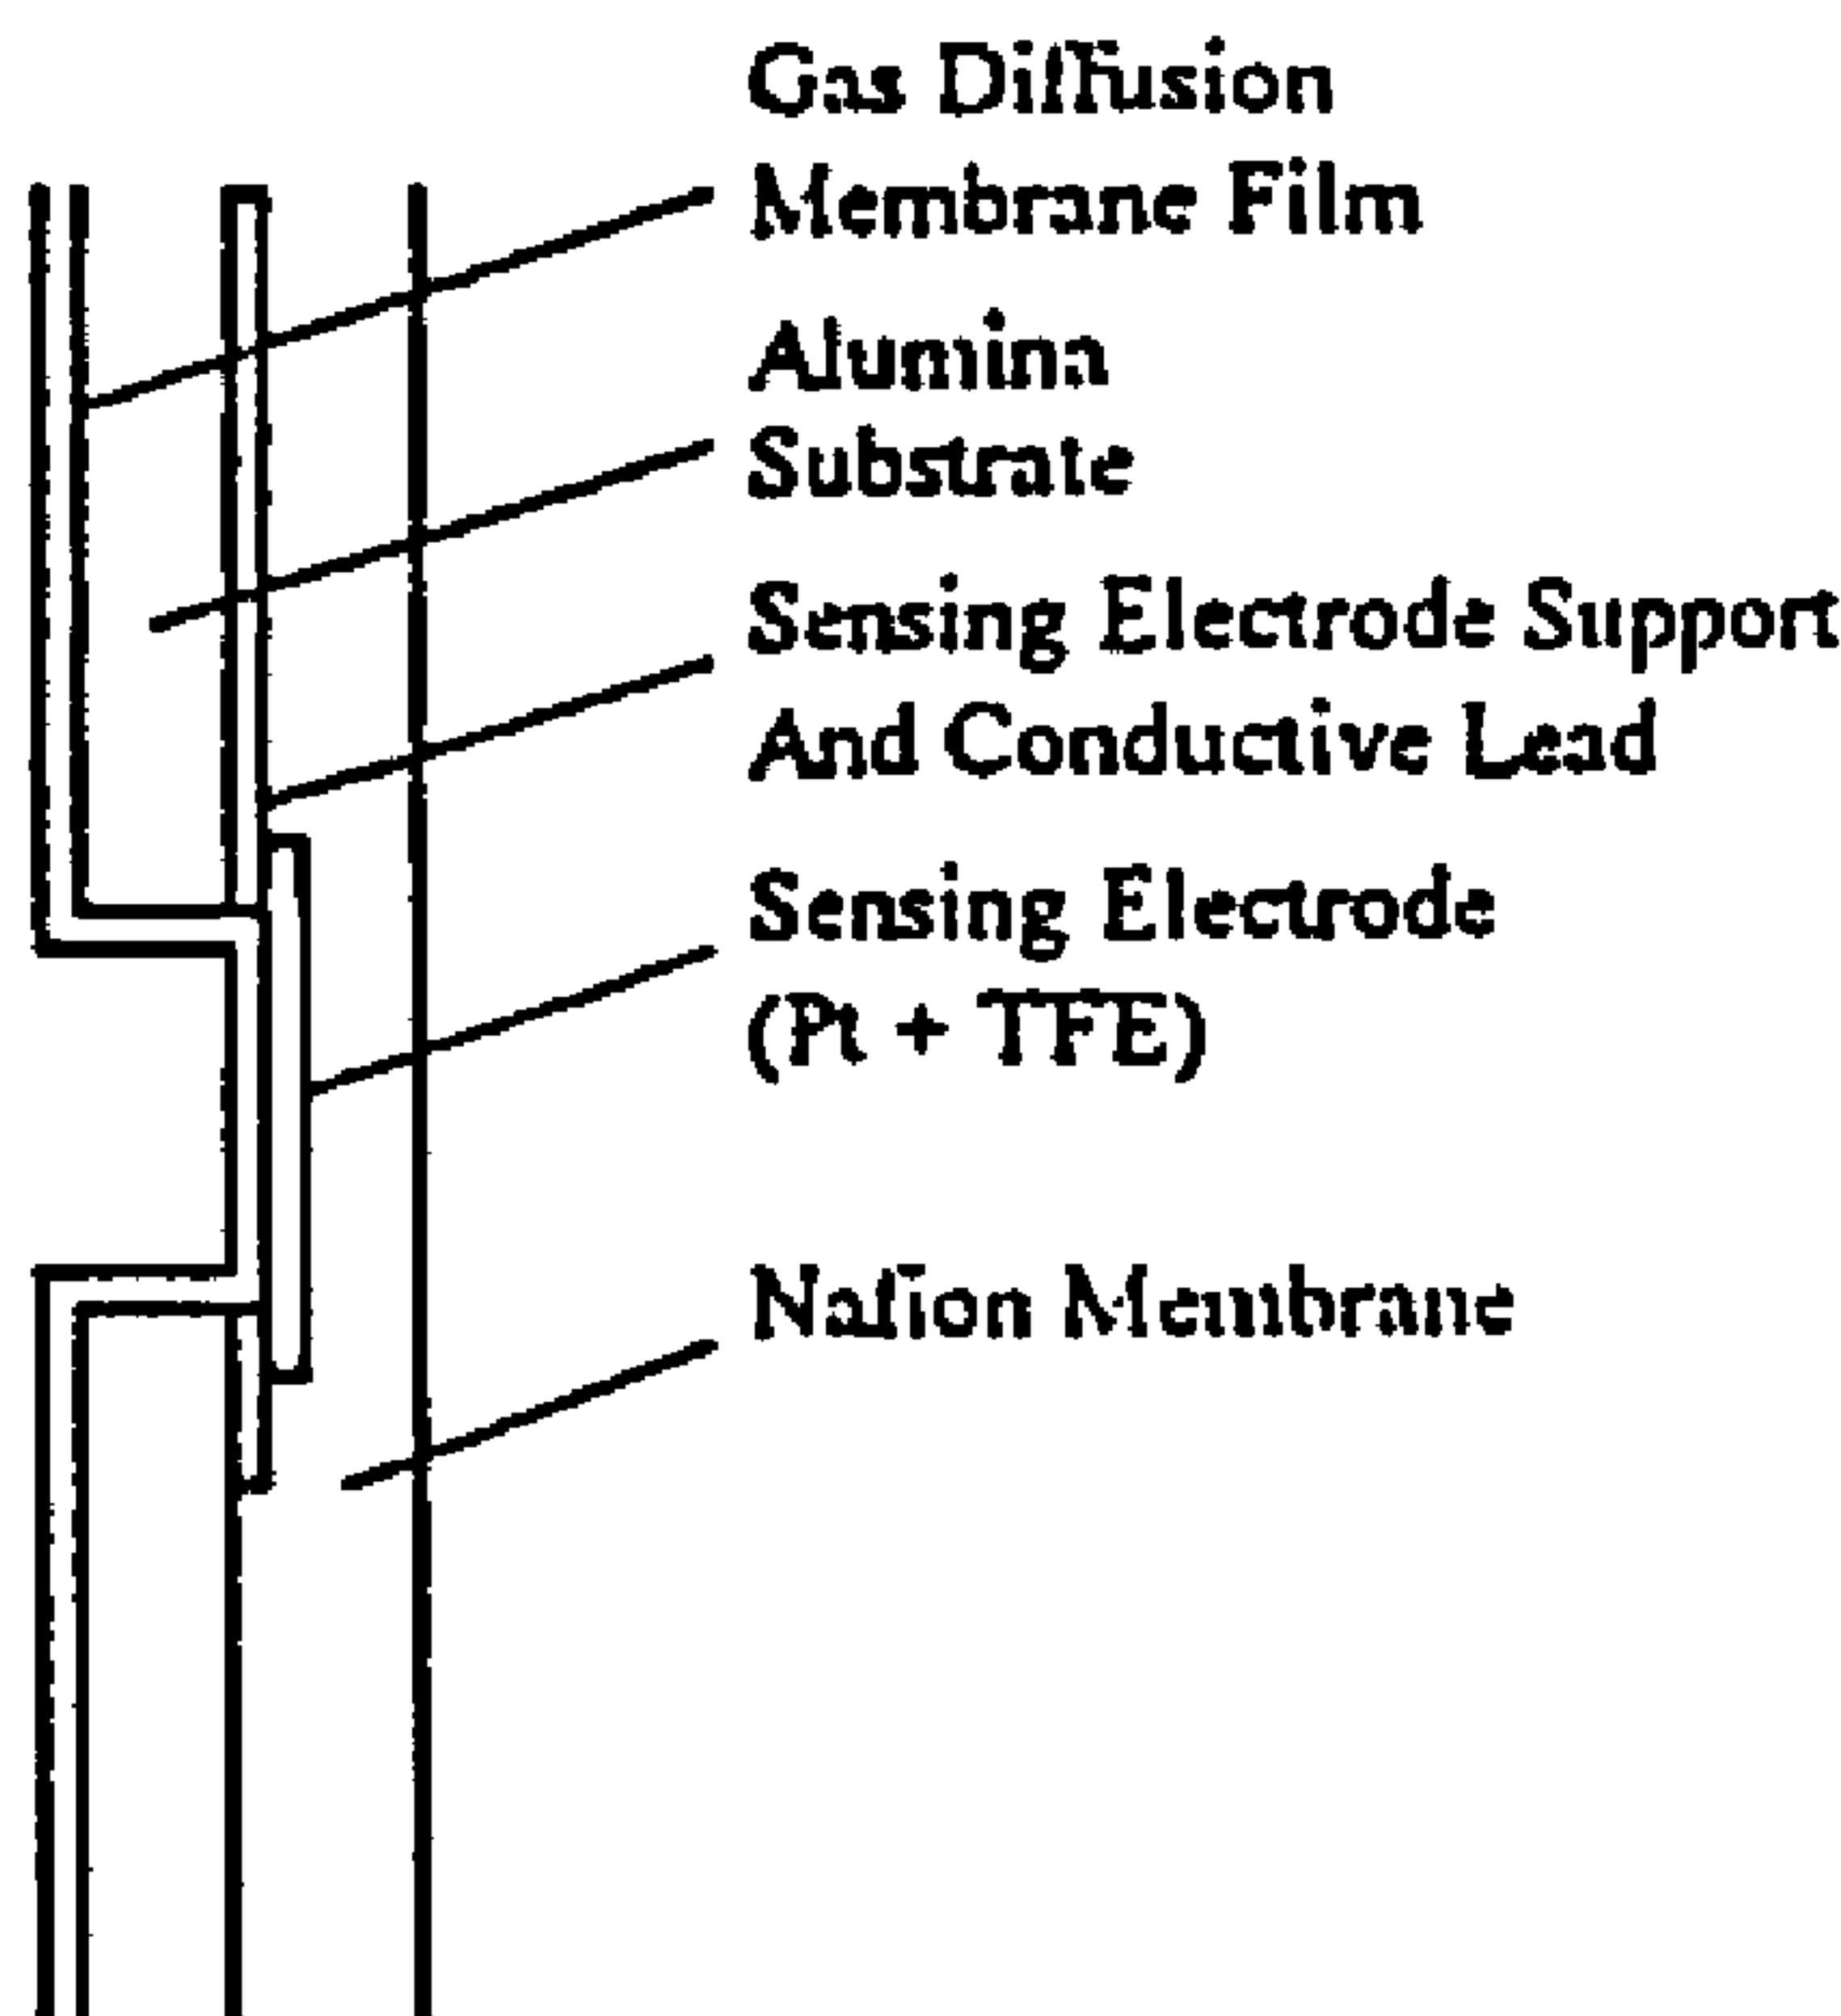 Gas Diffusion
Membrane Film
Alumina
Substrate
Sensing Electrode Support
And Conductive Lead
Sensing Electrode
(Pt + TFE)
Nafion Membrane